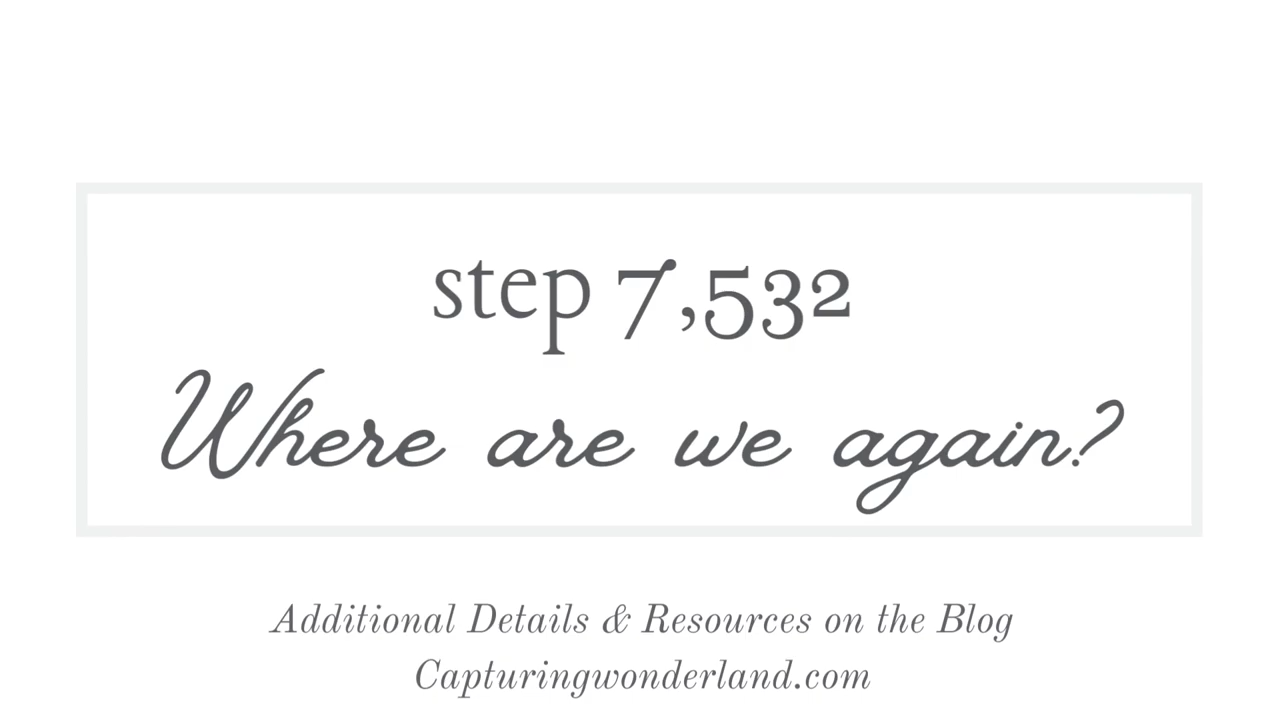 step 7,532
Where are we again?
Additional Details & Resources on the Blog
Capturingwonderland.com